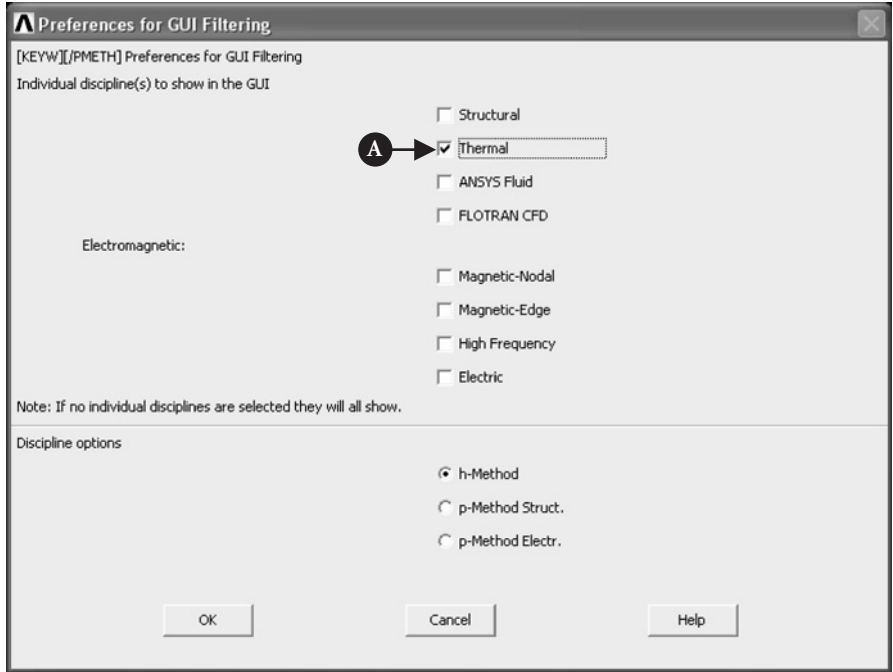 Preferences for GUI Filtering
[KEYW][/PMETH] Preferences for GUI Filtering
Individual discipline(s) to show in the GUI
Structural
A Thermal
ANSYS Fluid
FLOTRAN CFD
Electromagnetic:
Magnetic-Nodal
Magnetic-Edge
High Frequency
Electric
Note: If no individual disciplines are selected they will all show.
Discipline options
h-Method
p-Method Struct.
p-Method Electr.
OK Cancel Help